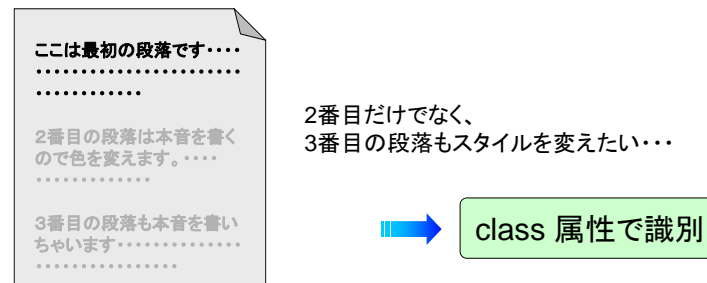 ここは最初の段落です・・・・
・・・・・・・・・・・・・・・・・・・・・・・
・・・・・・・・・・・・
2番目の段落は本音を書く
ので色を変えます。・・・・
・・・・・・・・・・・・・
3番目の段落も本音を書い
ちゃいます・・・・・・・・・・・・・・
・・・・・・・・・・・・・・・・
2番目だけでなく、
3番目の段落もスタイルを変えたい・・・
class 属性で識別